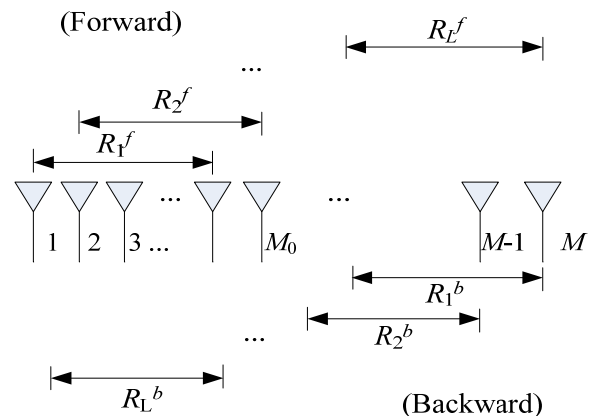 (Forward)
R_L^f
...
R_2^f
R_1^f
... ...
1 2 3 ... M_0 M-1 M
R_1^b
R_2^b
...
R_L^b
(Backward)